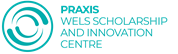 PRAXIS
WELS SCHOLARSHIP
AND INNOVATION
CENTRE